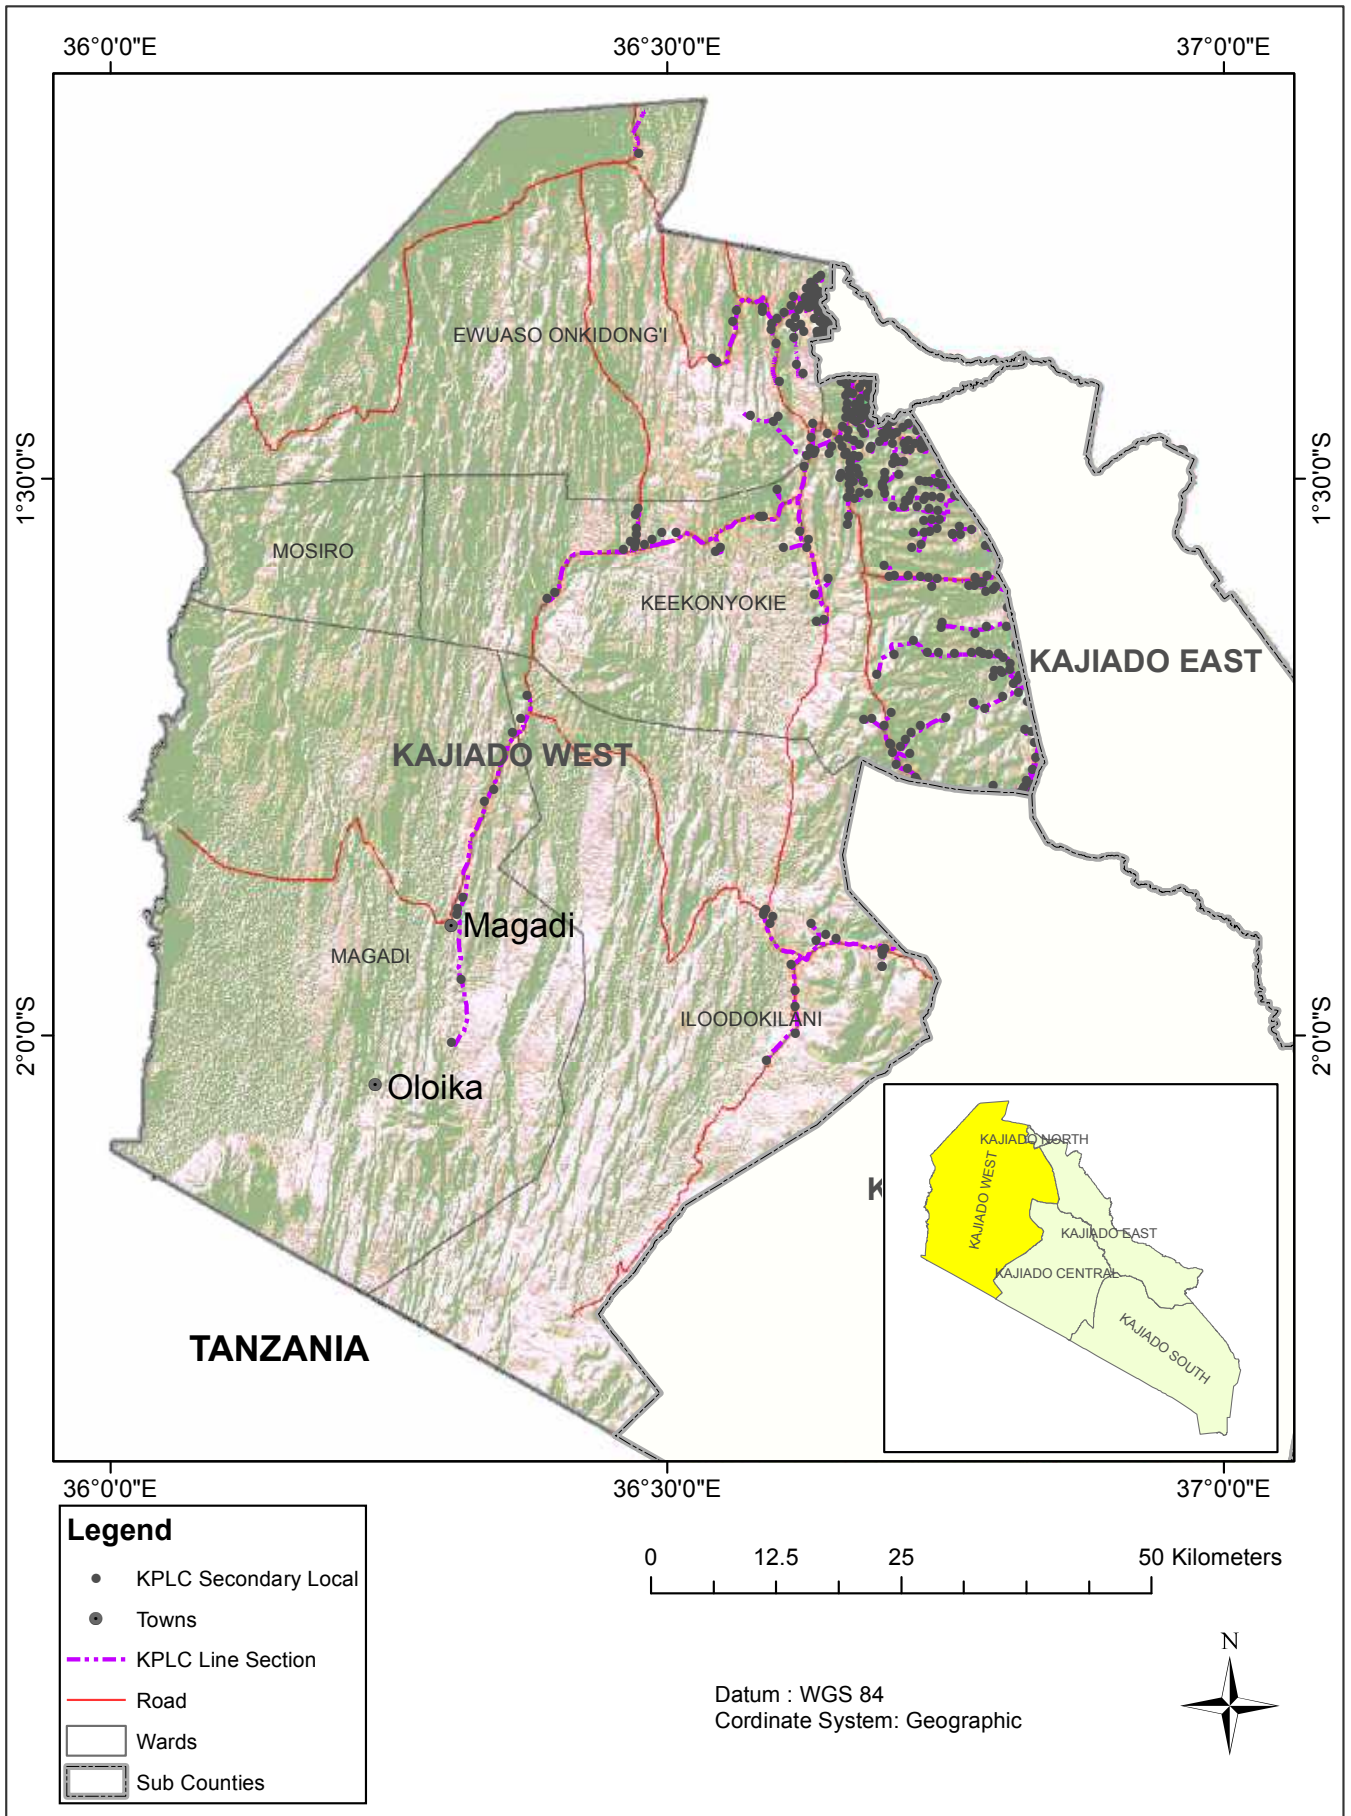 36°0'0"E 36°30'0"E 37°0'0"E
EWUASO ONKIDONG'I
1°30'0"S 1°30'0"S
MOSIRO
KEEKONYOKIE
KAJIADO EAST
KAJIADO WEST
Magadi
MAGADI
ILOODOKILANI
2°0'0"S 2°0'0"S
Oloika
K
KAJIADO NORTH
KAJIADO WEST
KAJIADO EAST
KAJIADO CENTRAL
KAJIADO SOUTH
TANZANIA
36°0'0"E 36°30'0"E 37°0'0"E
Legend
KPLC Secondary Local
Towns
KPLC Line Section
Road
Wards
Sub Counties
0 12.5 25 50 Kilometers
N
Datum : WGS 84
Cordinate System: Geographic